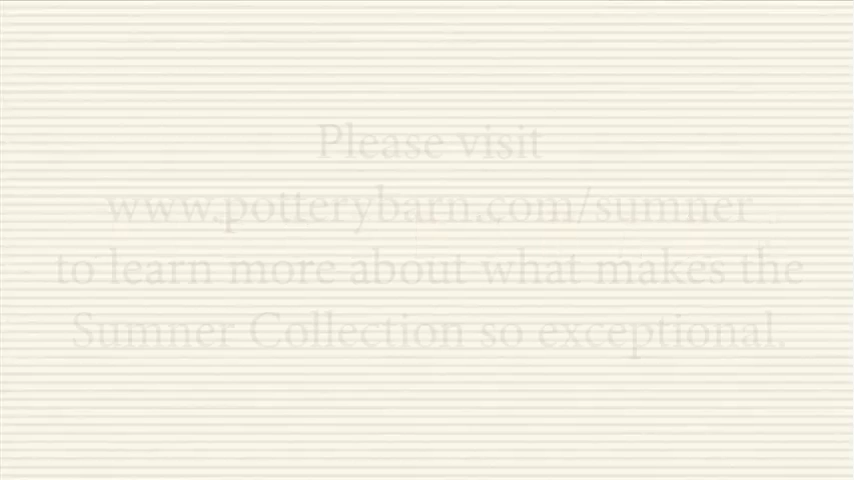 Please visit
www.potterybarn.com/sumner
to learn more about what makes the
Sumner Collection so exceptional.